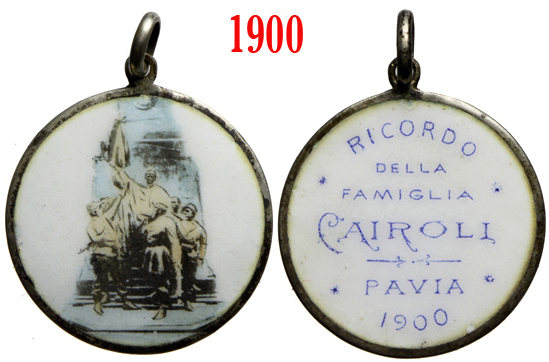 1900
RICORDO
DELLA
FAMIGLIA
CAIROLI
PAVIA
1900